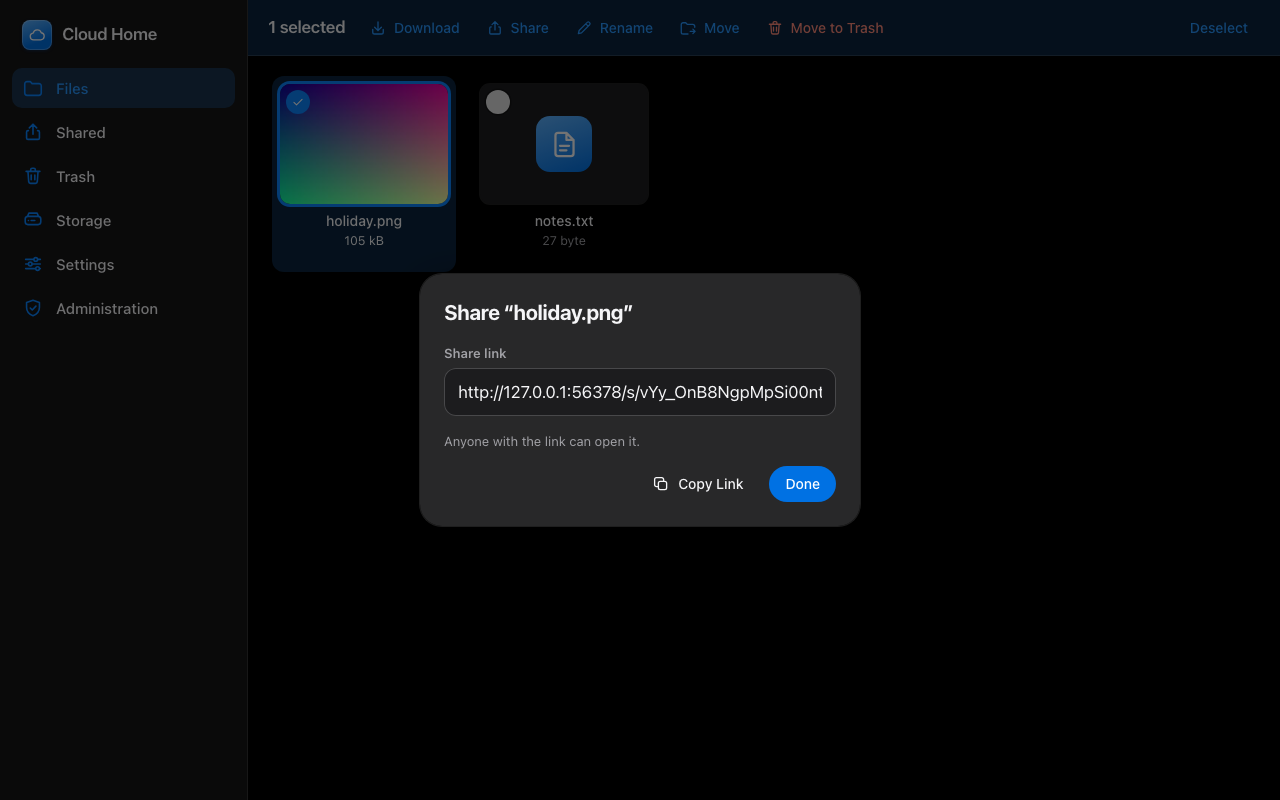 Cloud Home
Files
Shared
Trash
Storage
Settings
Administration
1 selected
Download
Share
Rename
Move
Move to Trash
Deselect
holiday.png
105 kB
notes.txt
27 byte
Share “holiday.png”
Share link
http://127.0.0.1:56378/s/vYy_OnB8NgpMpSi00nt
Anyone with the link can open it.
Copy Link
Done